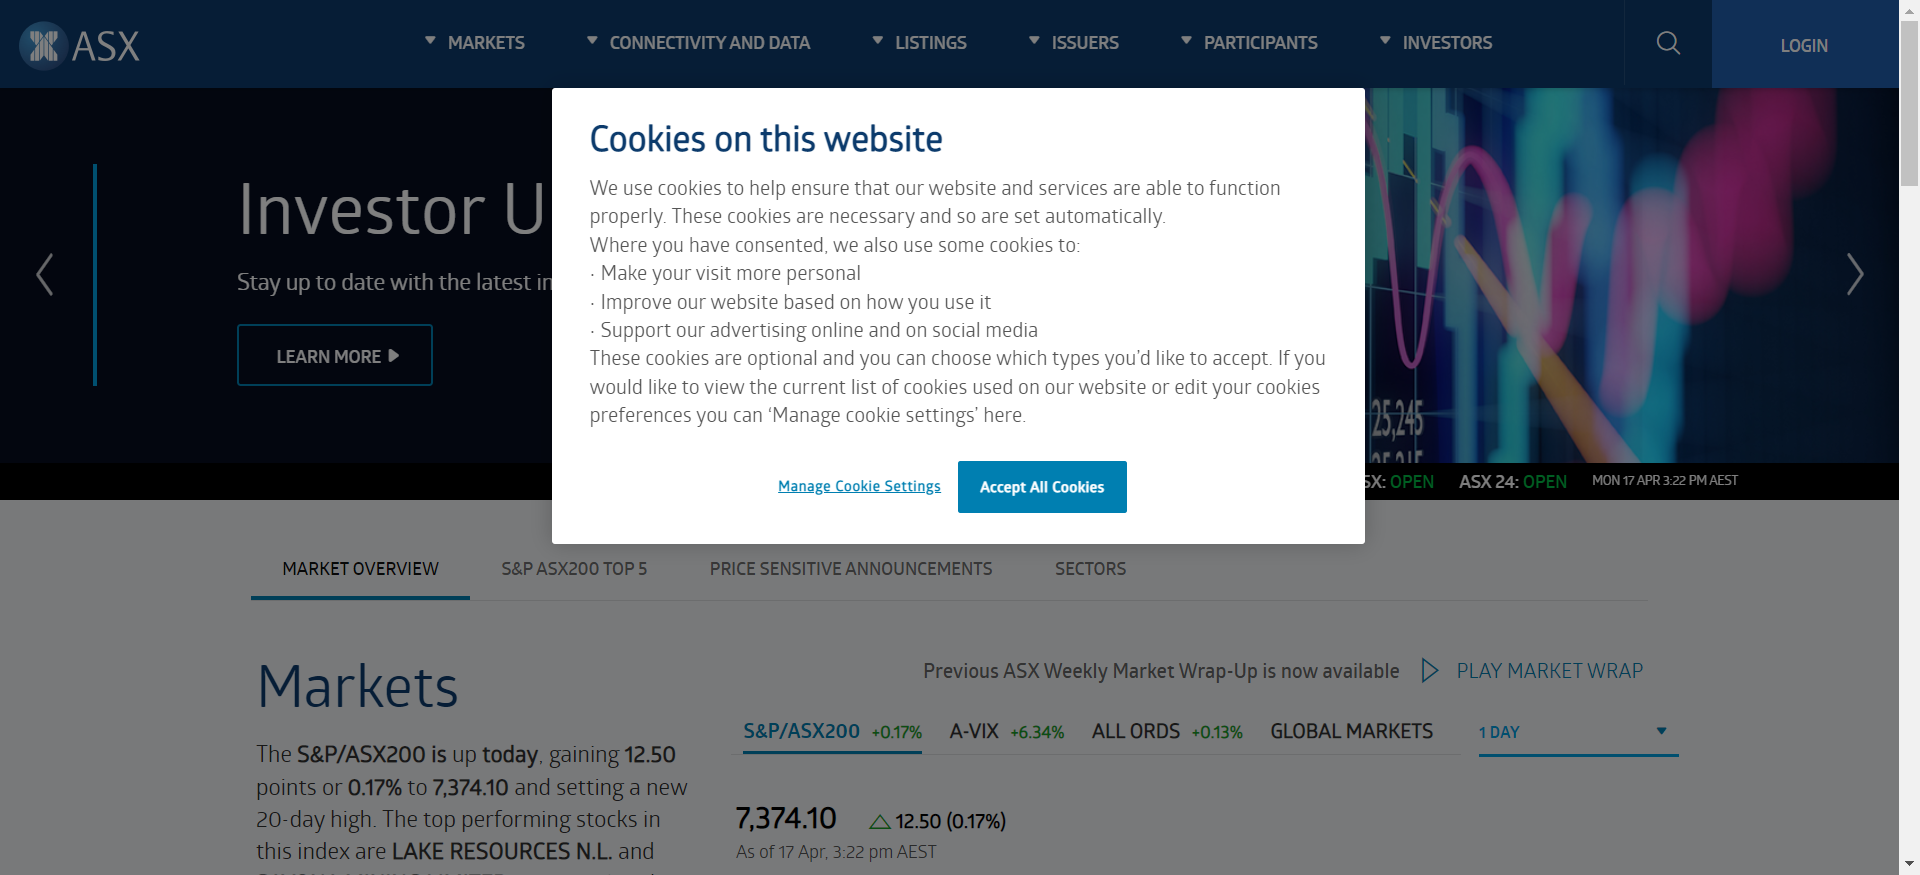 ASX
MARKETS
CONNECTIVITY AND DATA
LISTINGS
ISSUERS
PARTICIPANTS
INVESTORS
LOGIN
Investor U
Stay up to date with the latest in
LEARN MORE
Cookies on this website
We use cookies to help ensure that our website and services are able to function
properly. These cookies are necessary and so are set automatically.
Where you have consented, we also use some cookies to:
· Make your visit more personal
· Improve our website based on how you use it
· Support our advertising online and on social media
These cookies are optional and you can choose which types you’d like to accept. If you
would like to view the current list of cookies used on our website or edit your cookies
preferences you can ‘Manage cookie settings’ here.
Manage Cookie Settings
Accept All Cookies
25,245
SX: OPEN
ASX 24: OPEN
MON 17 APR 3:22 PM AEST
MARKET OVERVIEW
S&P ASX200 TOP 5
PRICE SENSITIVE ANNOUNCEMENTS
SECTORS
Markets
Previous ASX Weekly Market Wrap-Up is now available
PLAY MARKET WRAP
The S&P/ASX200 is up today, gaining 12.50
points or 0.17% to 7,374.10 and setting a new
20-day high. The top performing stocks in
this index are LAKE RESOURCES N.L. and
S&P/ASX200 +0.17%
A-VIX +6.34%
ALL ORDS +0.13%
GLOBAL MARKETS
1 DAY
7,374.10
12.50 (0.17%)
As of 17 Apr, 3:22 pm AEST